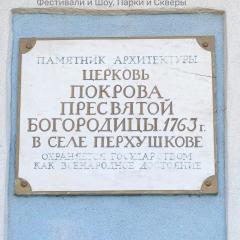 Фестивали и Шоу, Парки и Скверы
ПАМЯТНИК АРХИТЕКТУРЫ
ЦЕРКОВЬ
ПОКРОВА
ПРЕСВЯТОЙ
БОГОРОДИЦЫ. 1763 г.
В СЕЛЕ ПЕРХУШКОВЕ
ОХРАНЯЕТСЯ ГОСУДАРСТВОМ
КАК ВСЕНАРОДНОЕ ДОСТОЯНИЕ